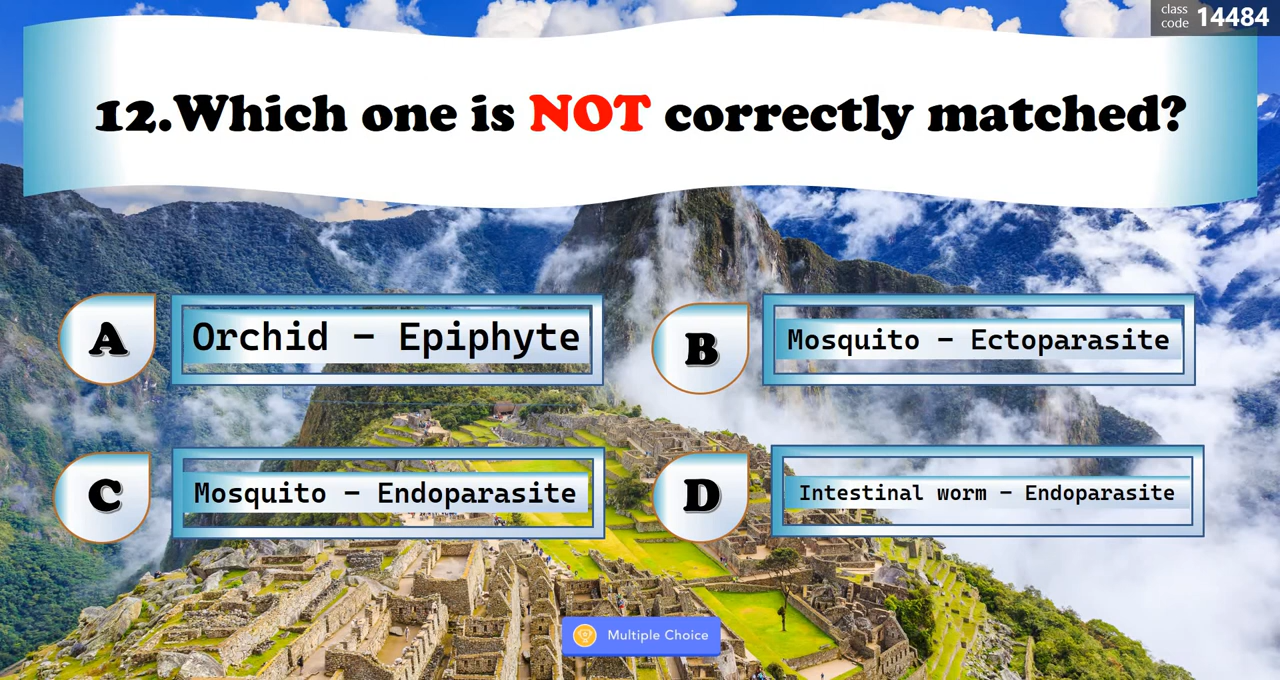 class
code 14484
12.Which one is NOT correctly matched?
A Orchid – Epiphyte
B Mosquito – Ectoparasite
C Mosquito – Endoparasite
D Intestinal worm – Endoparasite
Multiple Choice